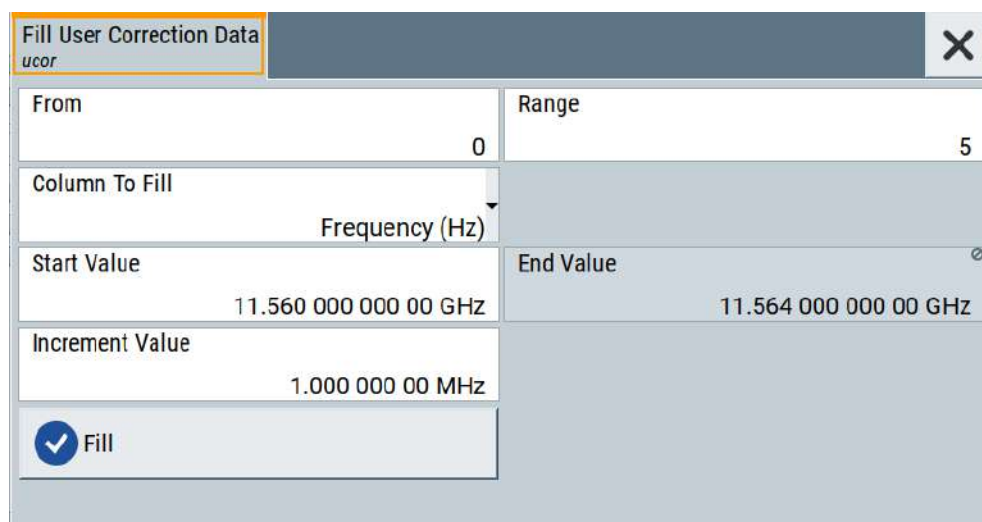 Fill User Correction Data
ucor
From
0
Range
5
Column To Fill
Frequency (Hz)
Start Value
11.560 000 000 00 GHz
End Value
11.564 000 000 00 GHz
Increment Value
1.000 000 00 MHz
Fill